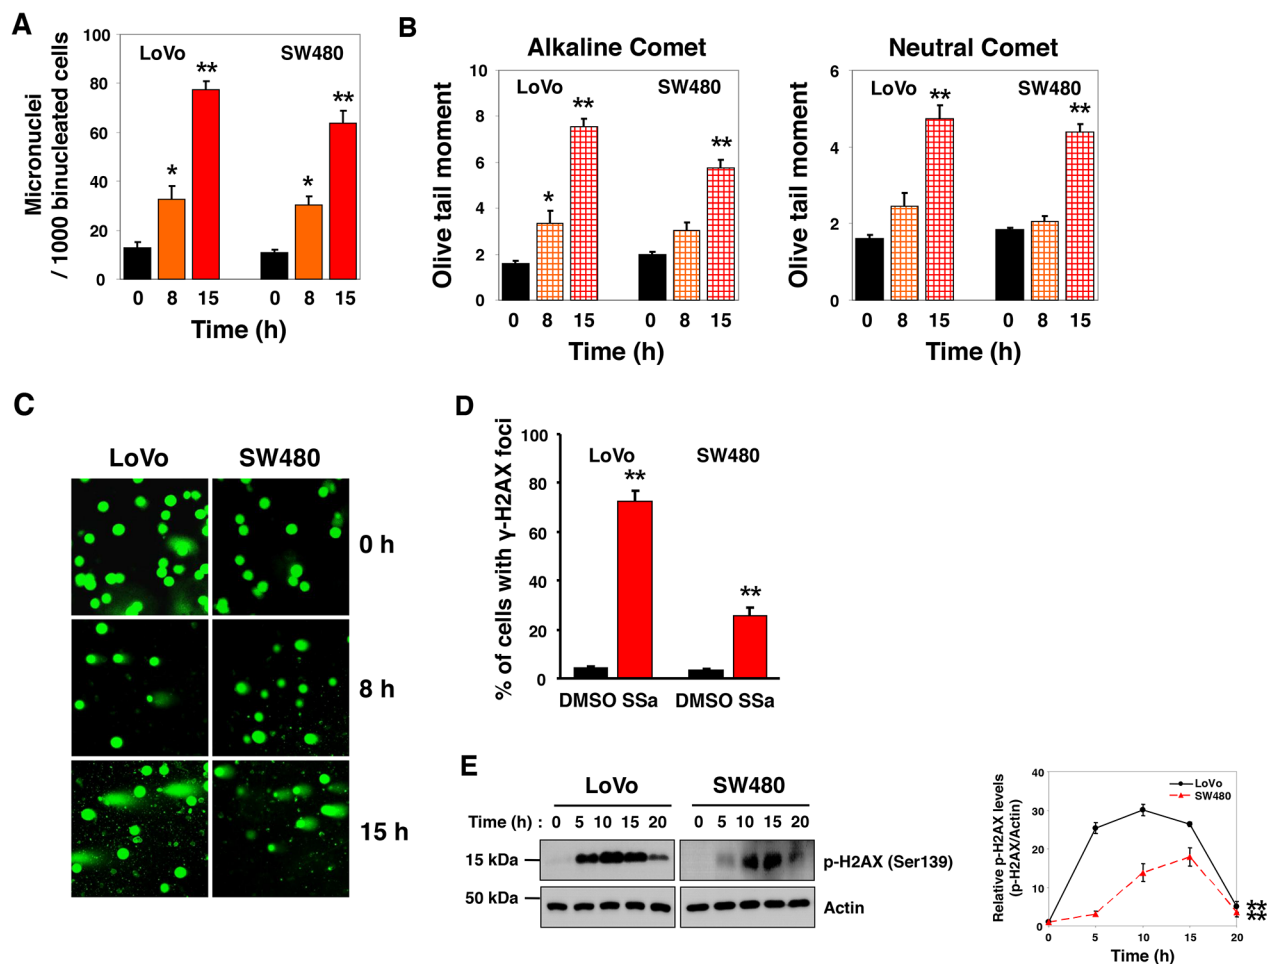 A
Micronuclei
/ 1000 binucleated cells
100
80
60
40
20
0
LoVo
SW480
*
**
*
**
0 8 15 0 8 15
Time (h)
B
Alkaline Comet
Olive tail moment
10
8
6
4
2
0
LoVo
SW480
*
**
**
0 8 15 0 8 15
Time (h)
Neutral Comet
Olive tail moment
6
4
2
0
LoVo
SW480
**
**
0 8 15 0 8 15
Time (h)
C
LoVo SW480
0 h
8 h
15 h
D
% of cells with γ-H2AX foci
100
80
60
40
20
0
LoVo
SW480
**
**
DMSO SSa DMSO SSa
E
LoVo SW480
Time (h) : 0 5 10 15 20 0 5 10 15 20
15 kDa
p-H2AX (Ser139)
50 kDa
Actin
Relative p-H2AX levels
(p-H2AX/Actin)
40
30
20
10
0
LoVo
SW480
**
**
0 5 10 15 20
Time (h)